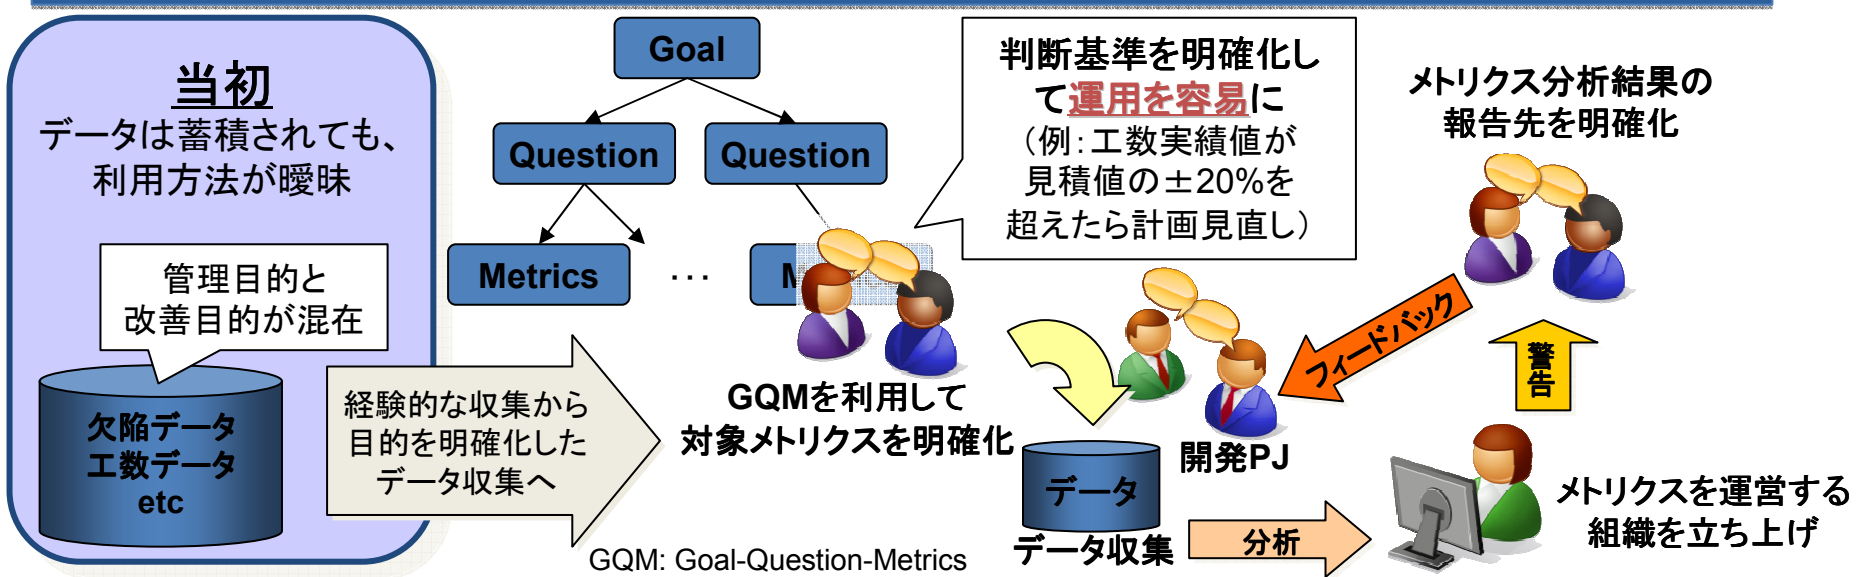 当初
データは蓄積されても、
利用方法が曖昧
管理目的と
改善目的が混在
欠陥データ
工数データ
etc
経験的な収集から
目的を明確化した
データ収集へ
Goal
Question
Question
Metrics
…
M
GQMを利用して
対象メトリクスを明確化
GQM: Goal-Question-Metrics
判断基準を明確化し
て運用を容易に
（例：工数実績値が
見積値の±20%を
超えたら計画見直し）
開発PJ
データ
データ収集
分析
メトリクスを運営する
組織を立ち上げ
警告
メトリクス分析結果の
報告先を明確化
フィードバック